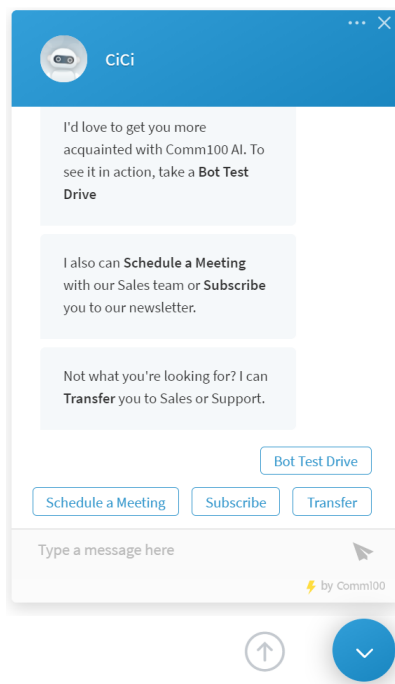 CiCi
I'd love to get you more
acquainted with Comm100 AI. To
see it in action, take a Bot Test
Drive
I also can Schedule a Meeting
with our Sales team or Subscribe
you to our newsletter.
Not what you're looking for? I can
Transfer you to Sales or Support.
Bot Test Drive
Schedule a Meeting Subscribe Transfer
Type a message here
by Comm100